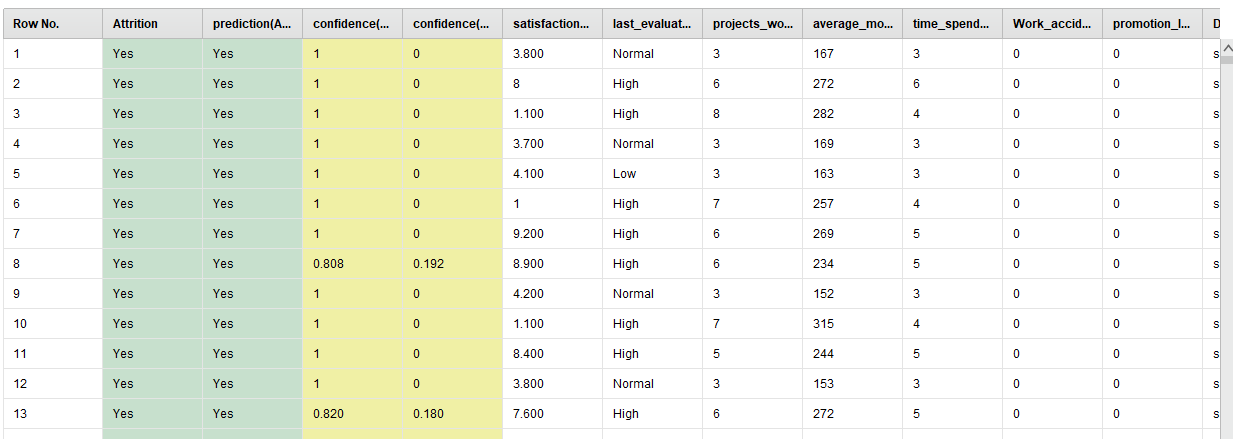 Row No. Attrition prediction(A... confidence(... confidence(... satisfaction... last_evaluat... projects_wo... average_mo... time_spend... Work_accid... promotion_l... D
1 Yes Yes 1 0 3.800 Normal 3 167 3 0 0 s
2 Yes Yes 1 0 8 High 6 272 6 0 0 s
3 Yes Yes 1 0 1.100 High 8 282 4 0 0 s
4 Yes Yes 1 0 3.700 Normal 3 169 3 0 0 s
5 Yes Yes 1 0 4.100 Low 3 163 3 0 0 s
6 Yes Yes 1 0 1 High 7 257 4 0 0 s
7 Yes Yes 1 0 9.200 High 6 269 5 0 0 s
8 Yes Yes 0.808 0.192 8.900 High 6 234 5 0 0 s
9 Yes Yes 1 0 4.200 Normal 3 152 3 0 0 s
10 Yes Yes 1 0 1.100 High 7 315 4 0 0 s
11 Yes Yes 1 0 8.400 High 5 244 5 0 0 s
12 Yes Yes 1 0 3.800 Normal 3 153 3 0 0 s
13 Yes Yes 0.820 0.180 7.600 High 6 272 5 0 0 s